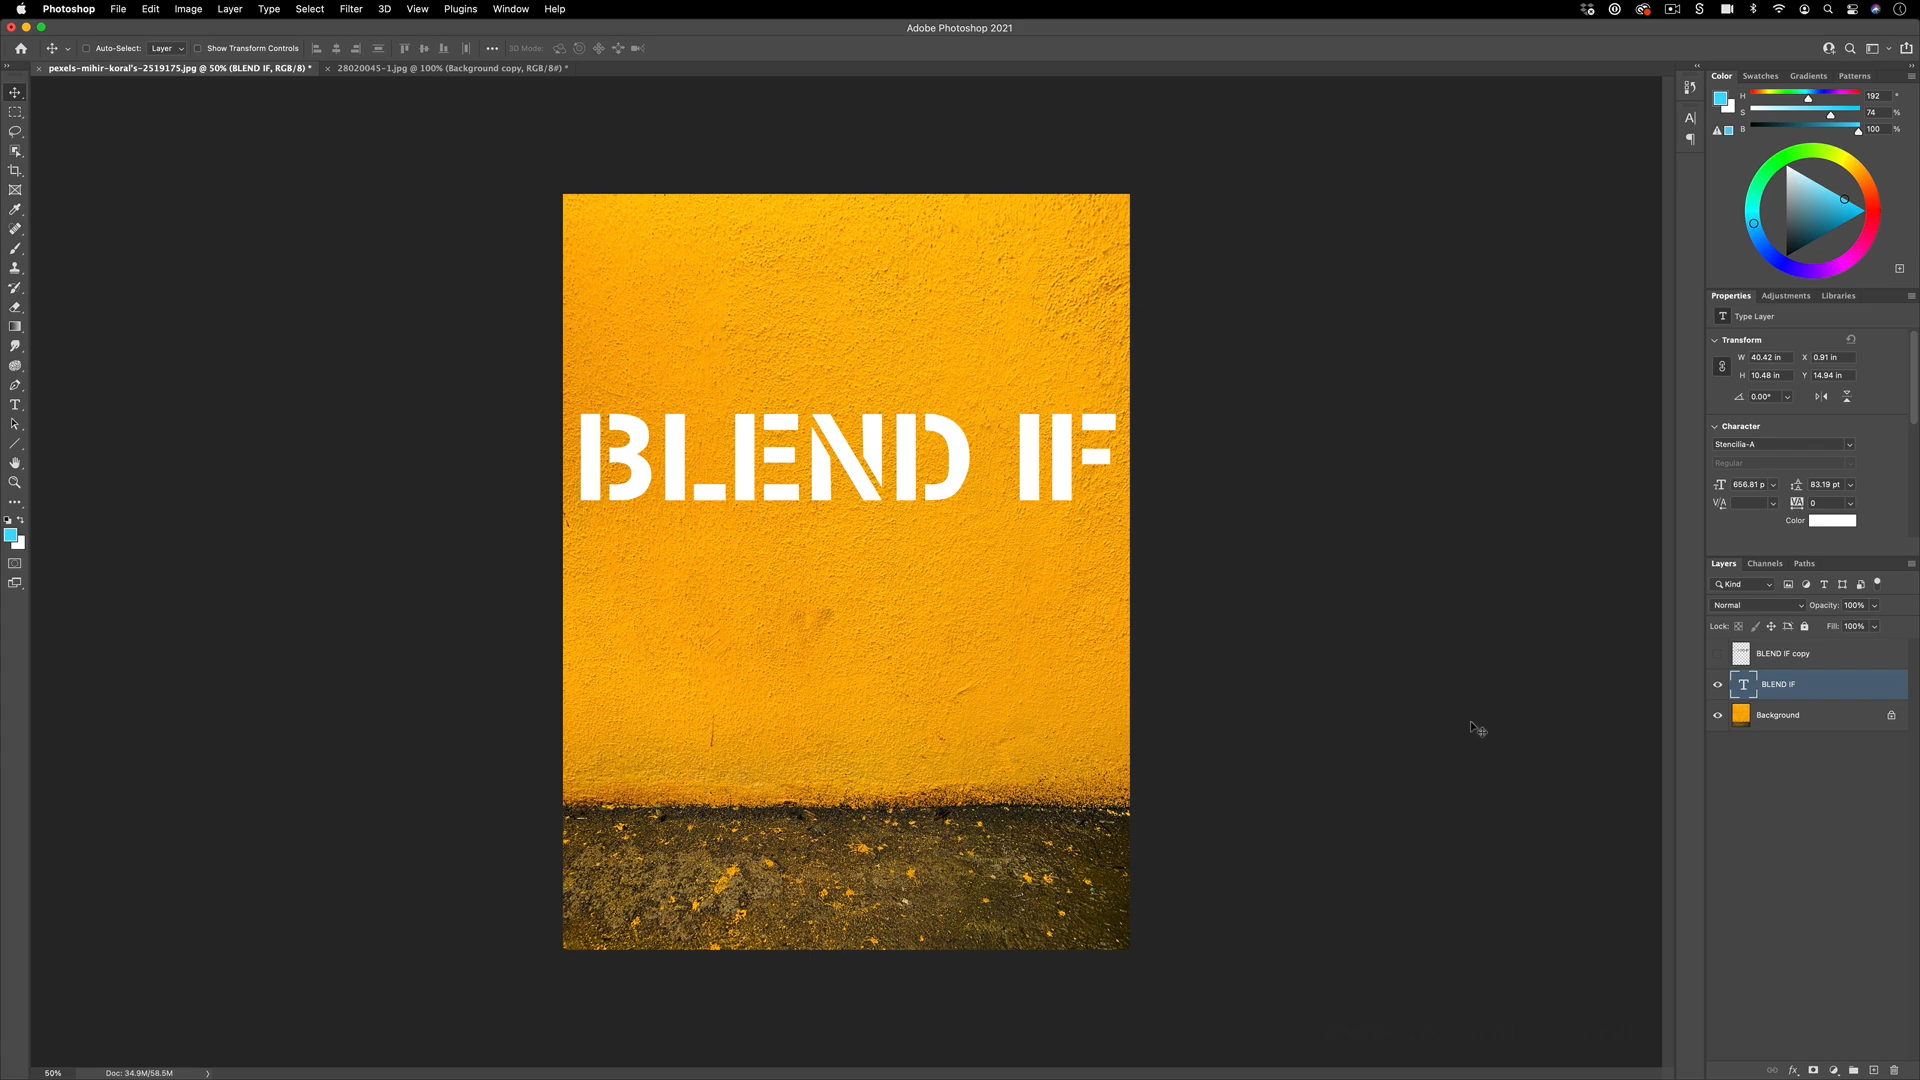 Photoshop File Edit Image Layer Type Select Filter 3D View Plugins Window Help
Adobe Photoshop 2021
Auto-Select: Layer Show Transform Controls 3D Mode:
pexels-mihir-koral's-2519175.jpg @ 50% (BLEND IF, RGB/8) * 28020045-1.jpg @ 100% (Background copy, RGB/8#) *
Color Swatches Gradients Patterns
H 192 °
S 74 %
B 100 %
BLEND IF
Properties Adjustments Libraries
T Type Layer
Transform
W 40.42 in X 0.91 in
H 10.48 in Y 14.94 in
0.00°
Character
Stencilia-A
Regular
656.81 p 83.19 pt
0
Color
Layers Channels Paths
Kind
Normal Opacity: 100%
Lock: Fill: 100%
BLEND IF copy
T BLEND IF
Background
50% Doc: 34.9M/58.5M
fx